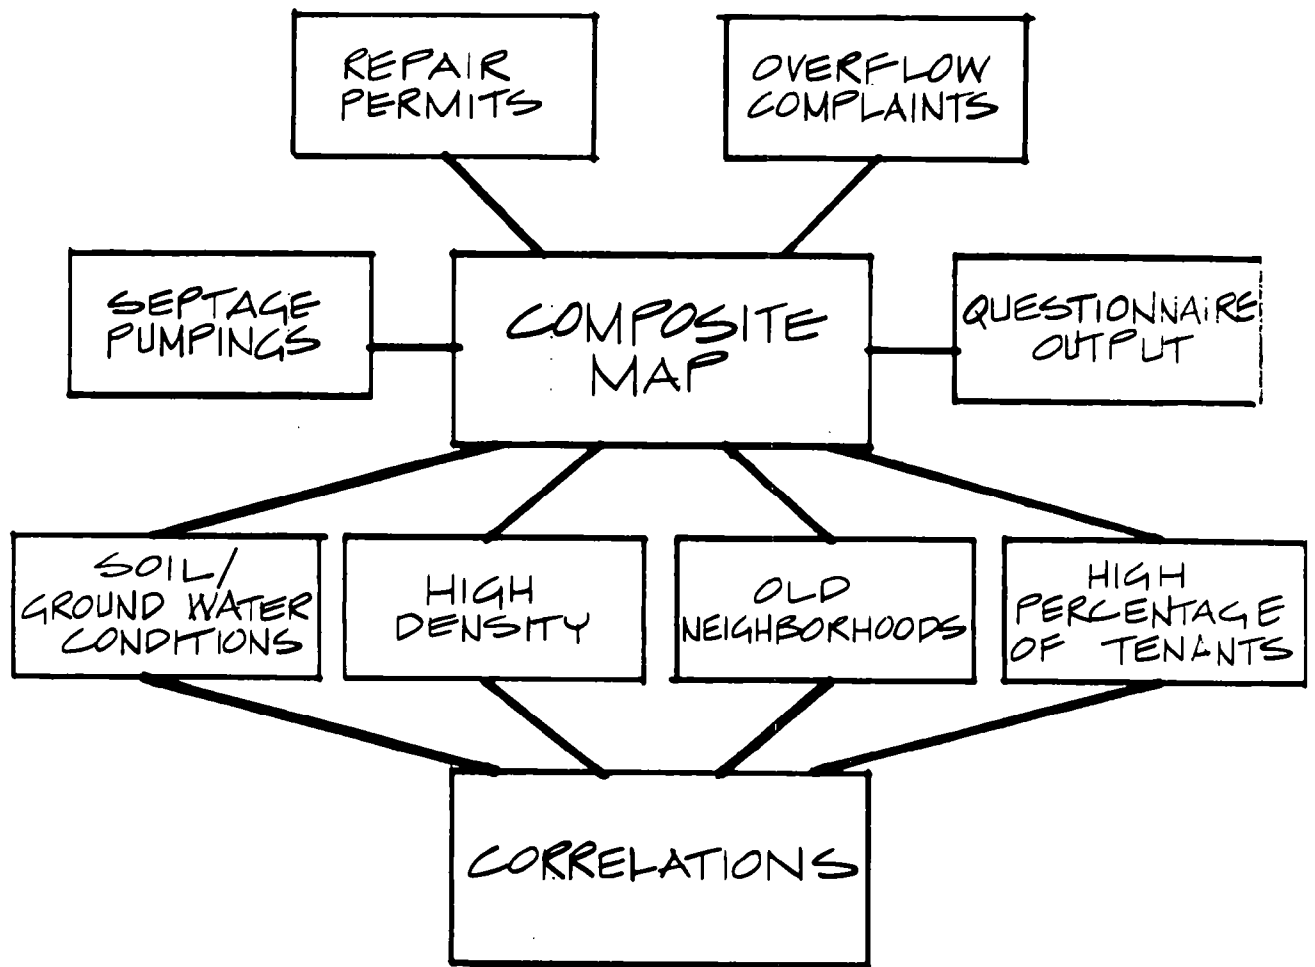 REPAIR
PERMITS
OVERFLOW
COMPLAINTS
SEPTAGE
PUMPINGS
COMPOSITE
MAP
QUESTIONNAIRE
OUTPUT
SOIL/
GROUND WATER
CONDITIONS
HIGH
DENSITY
OLD
NEIGHBORHOODS
HIGH
PERCENTAGE
OF TENANTS
CORRELATIONS